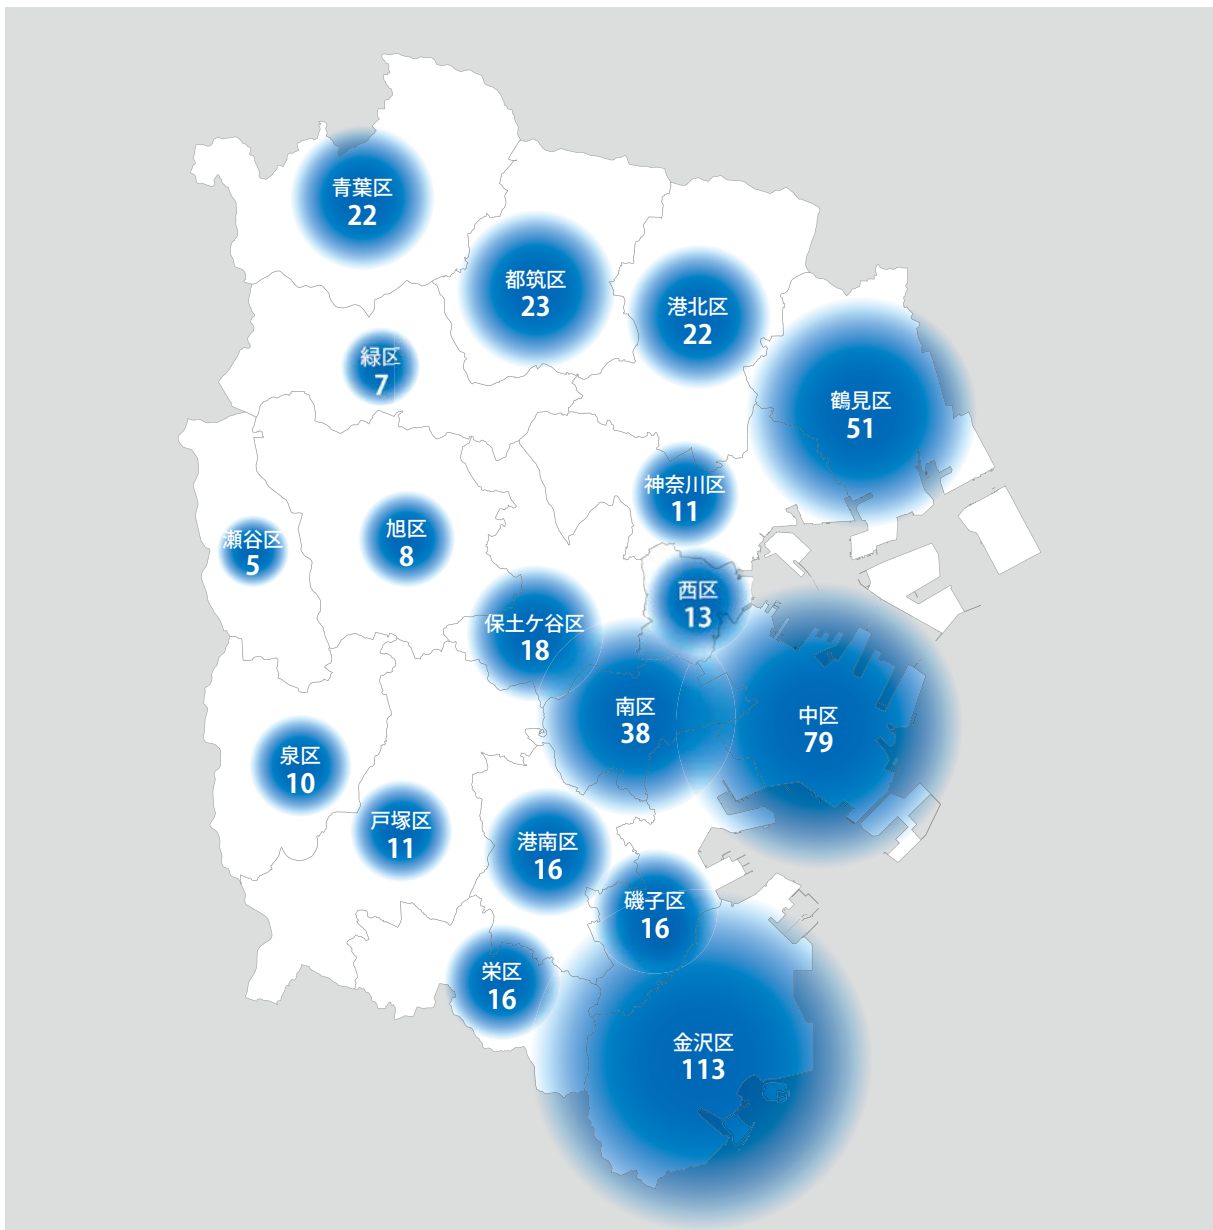 青葉区
22
都筑区
23
港北区
22
緑区
7
鶴見区
51
神奈川区
11
瀬谷区
5
旭区
8
西区
13
保土ケ谷区
18
南区
38
中区
79
泉区
10
戸塚区
11
港南区
16
磯子区
16
栄区
16
金沢区
113